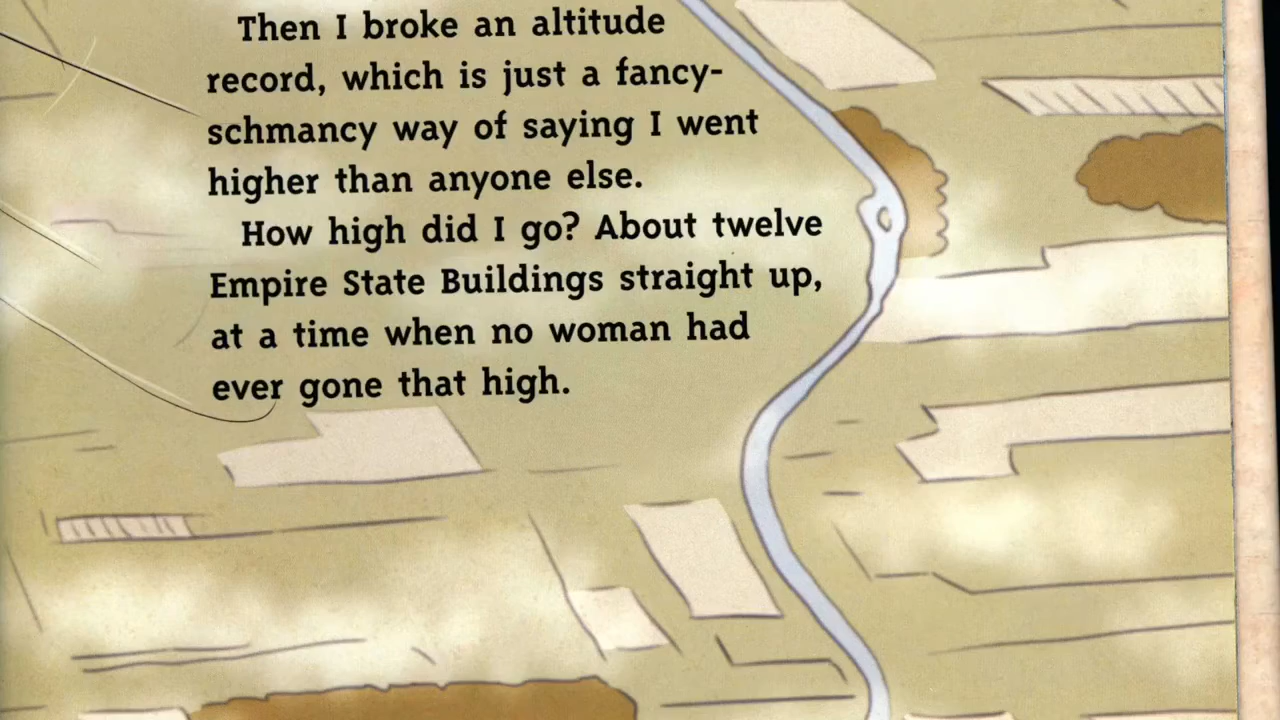 Then I broke an altitude
record, which is just a fancy-
schmancy way of saying I went
higher than anyone else.
How high did I go? About twelve
Empire State Buildings straight up,
at a time when no woman had
ever gone that high.